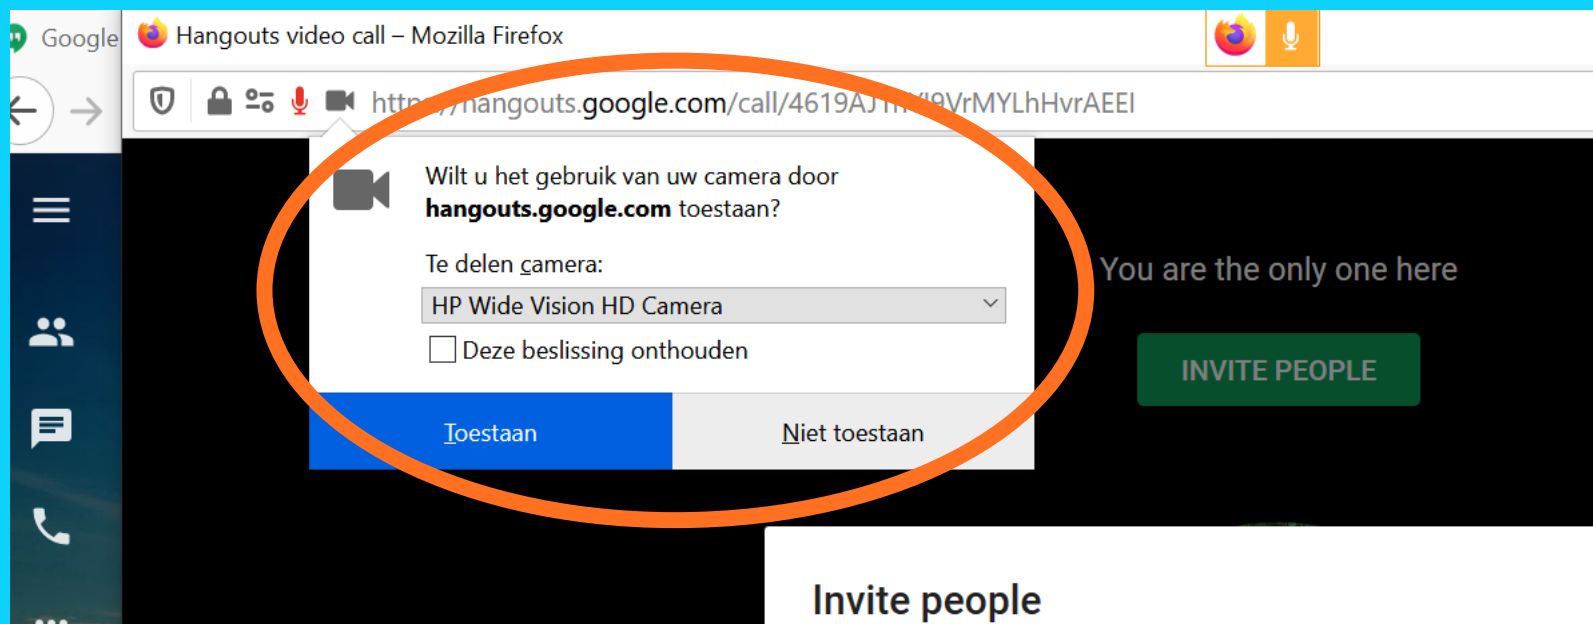 Google
Hangouts video call – Mozilla Firefox
hangouts.google.com/call/
Wilt u het gebruik van uw camera door
hangouts.google.com toestaan?
Te delen camera:
HP Wide Vision HD Camera
Deze beslissing onthouden
Toestaan
Niet toestaan
You are the only one here
INVITE PEOPLE
Invite people